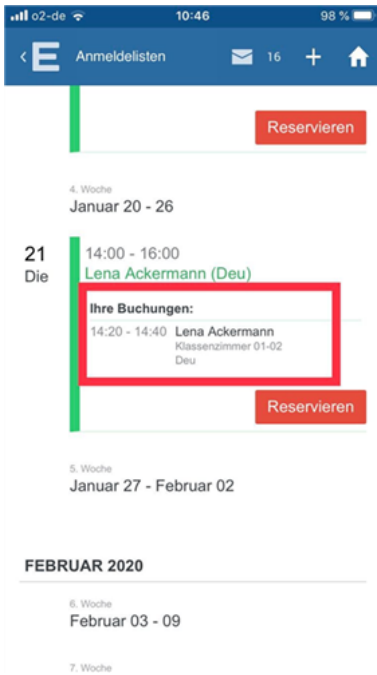 o2-de 10:46 98 %
E Anmeldelisten 16 +
Reservieren
4. Woche
Januar 20 - 26
21 14:00 - 16:00
Die Lena Ackermann (Deu)
Ihre Buchungen:
14:20 - 14:40 Lena Ackermann
Klassenzimmer 01-02
Deu
Reservieren
5. Woche
Januar 27 - Februar 02
FEBRUAR 2020
6. Woche
Februar 03 - 09
7. Woche